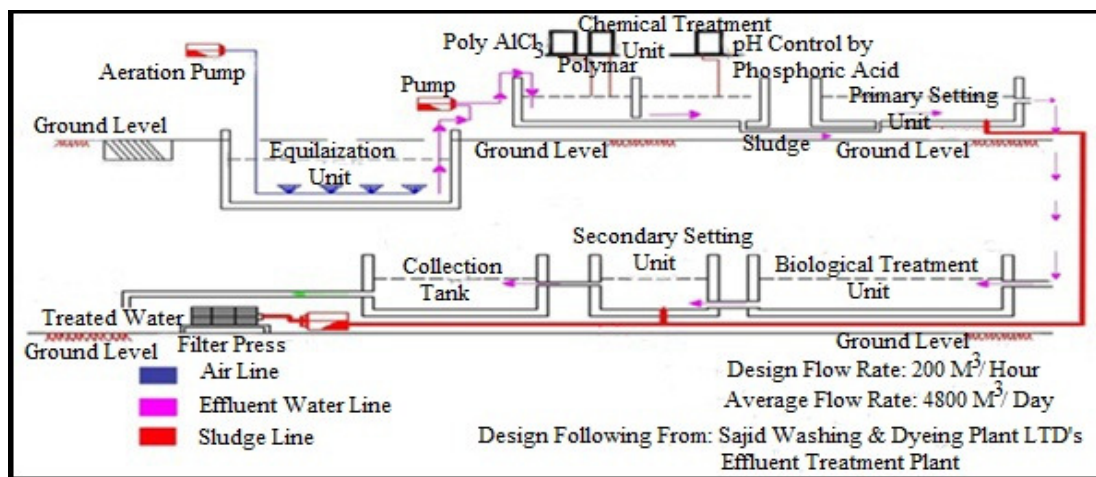 Aeration Pump
Poly AlCl3
Chemical Treatment
Unit
Polymar
pH Control by
Phosphoric Acid
Pump
Primary Setting
Unit
Ground Level
Equilaization
Unit
Ground Level
Sludge
Ground Level
Secondary Setting
Unit
Collection
Tank
Biological Treatment
Unit
Treated Water
Ground Level
Filter Press
Ground Level
Air Line
Effluent Water Line
Sludge Line
Design Flow Rate: 200 M3/ Hour
Average Flow Rate: 4800 M3/ Day
Design Following From: Sajid Washing & Dyeing Plant LTD's
Effluent Treatment Plant